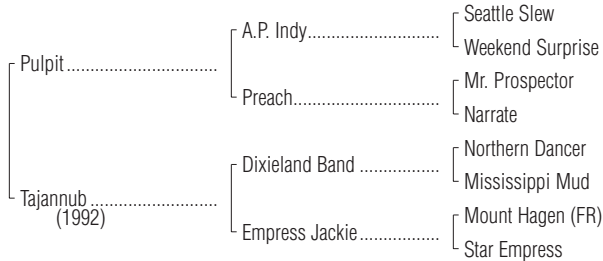 Seattle Slew
A.P. Indy..............................
Weekend Surprise
Pulpit..................................
Mr. Prospector
Preach.................................
Narrate
Northern Dancer
Dixieland Band ..................
Mississippi Mud
Tajannub............................
(1992)
Mount Hagen (FR)
Empress Jackie..................
Star Empress